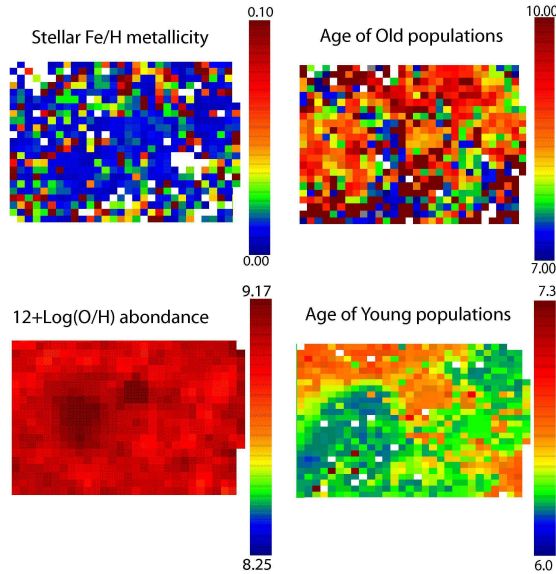 0.10
Stellar Fe/H metallicity
0.00
10.00
Age of Old populations
7.00
9.17
12+Log(O/H) abondance
8.25
7.3
Age of Young populations
6.0